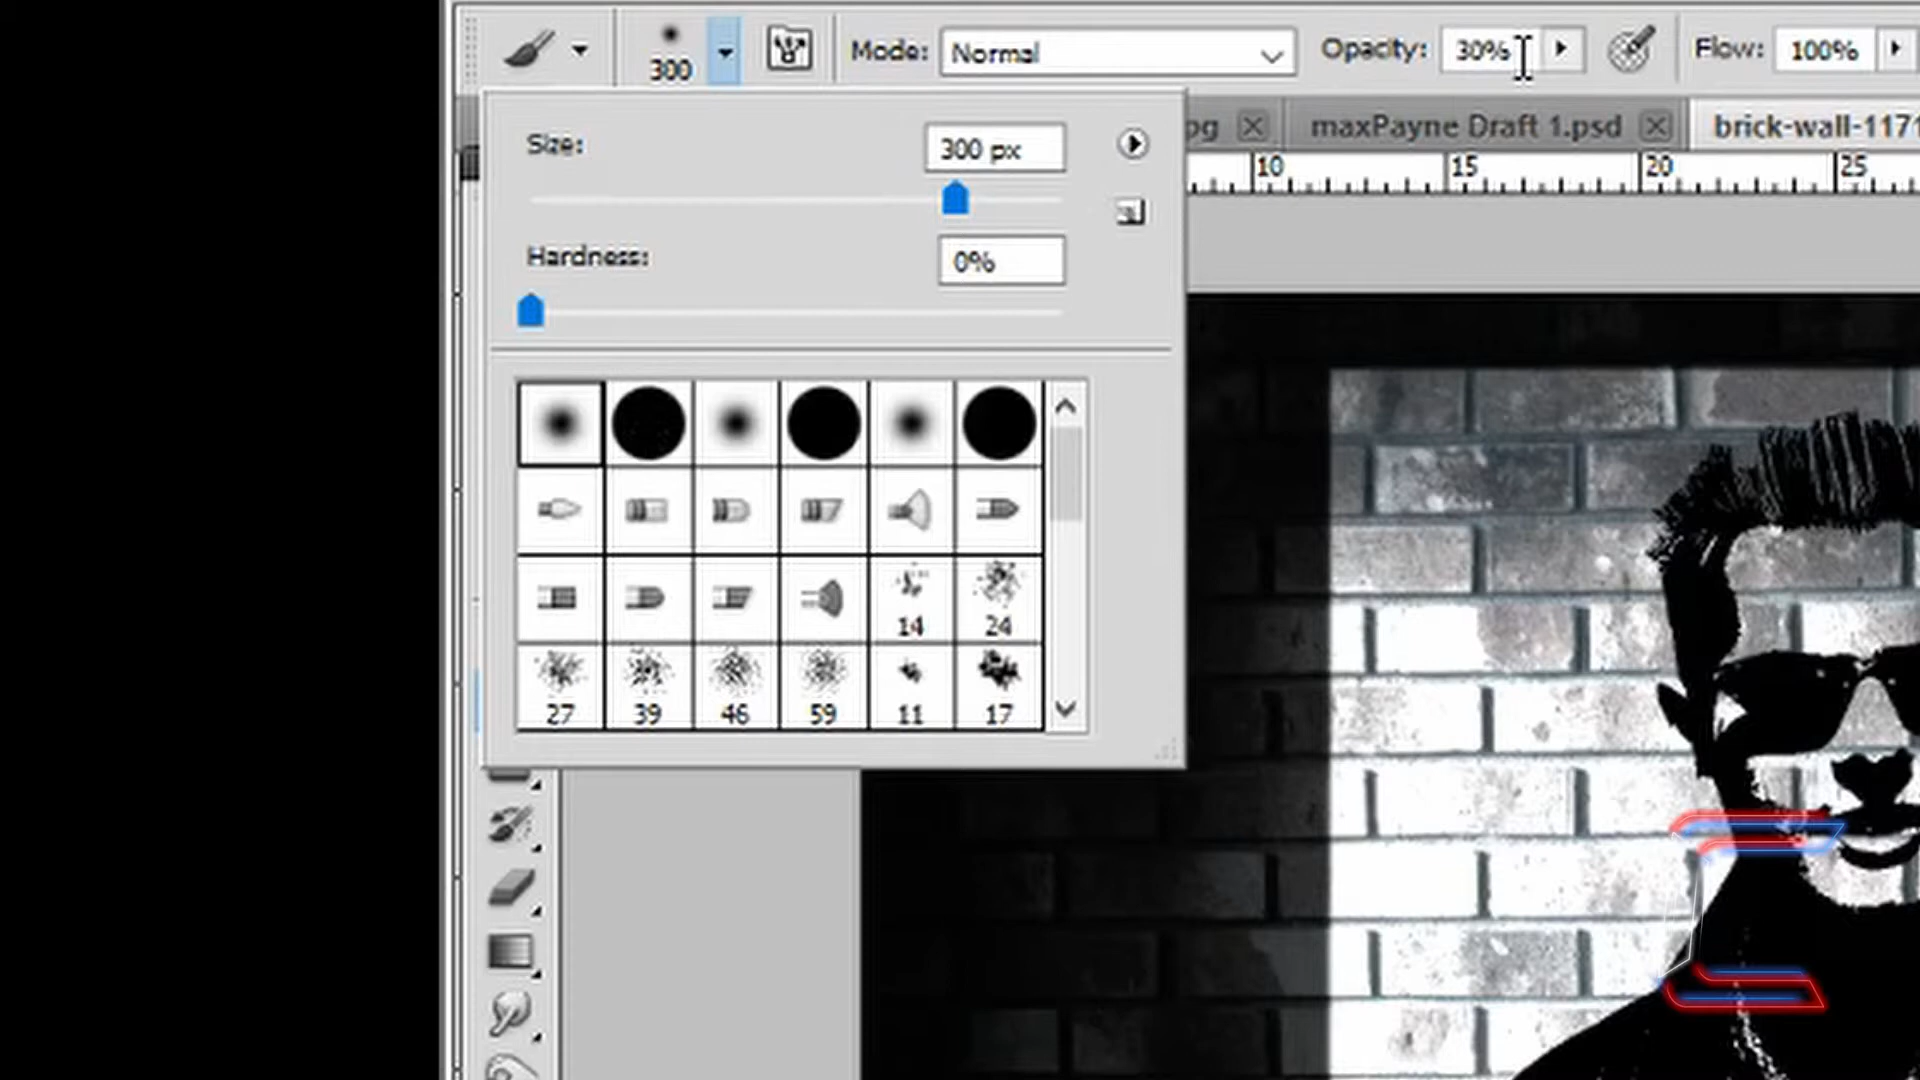 300
Mode: Normal
Opacity: 30%
Flow: 100%
Size: 300 px
pg
maxPayne Draft 1.psd
brick-wall-1171
10 15 20 25
Hardness: 0%
14 24
27 39 46 59 11 17